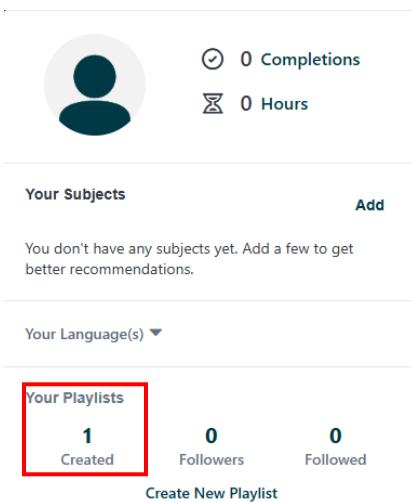 0 Completions
0 Hours
Your Subjects
Add
You don't have any subjects yet. Add a few to get
better recommendations.
Your Language(s)
Your Playlists
1 0 0
Created Followers Followed
Create New Playlist